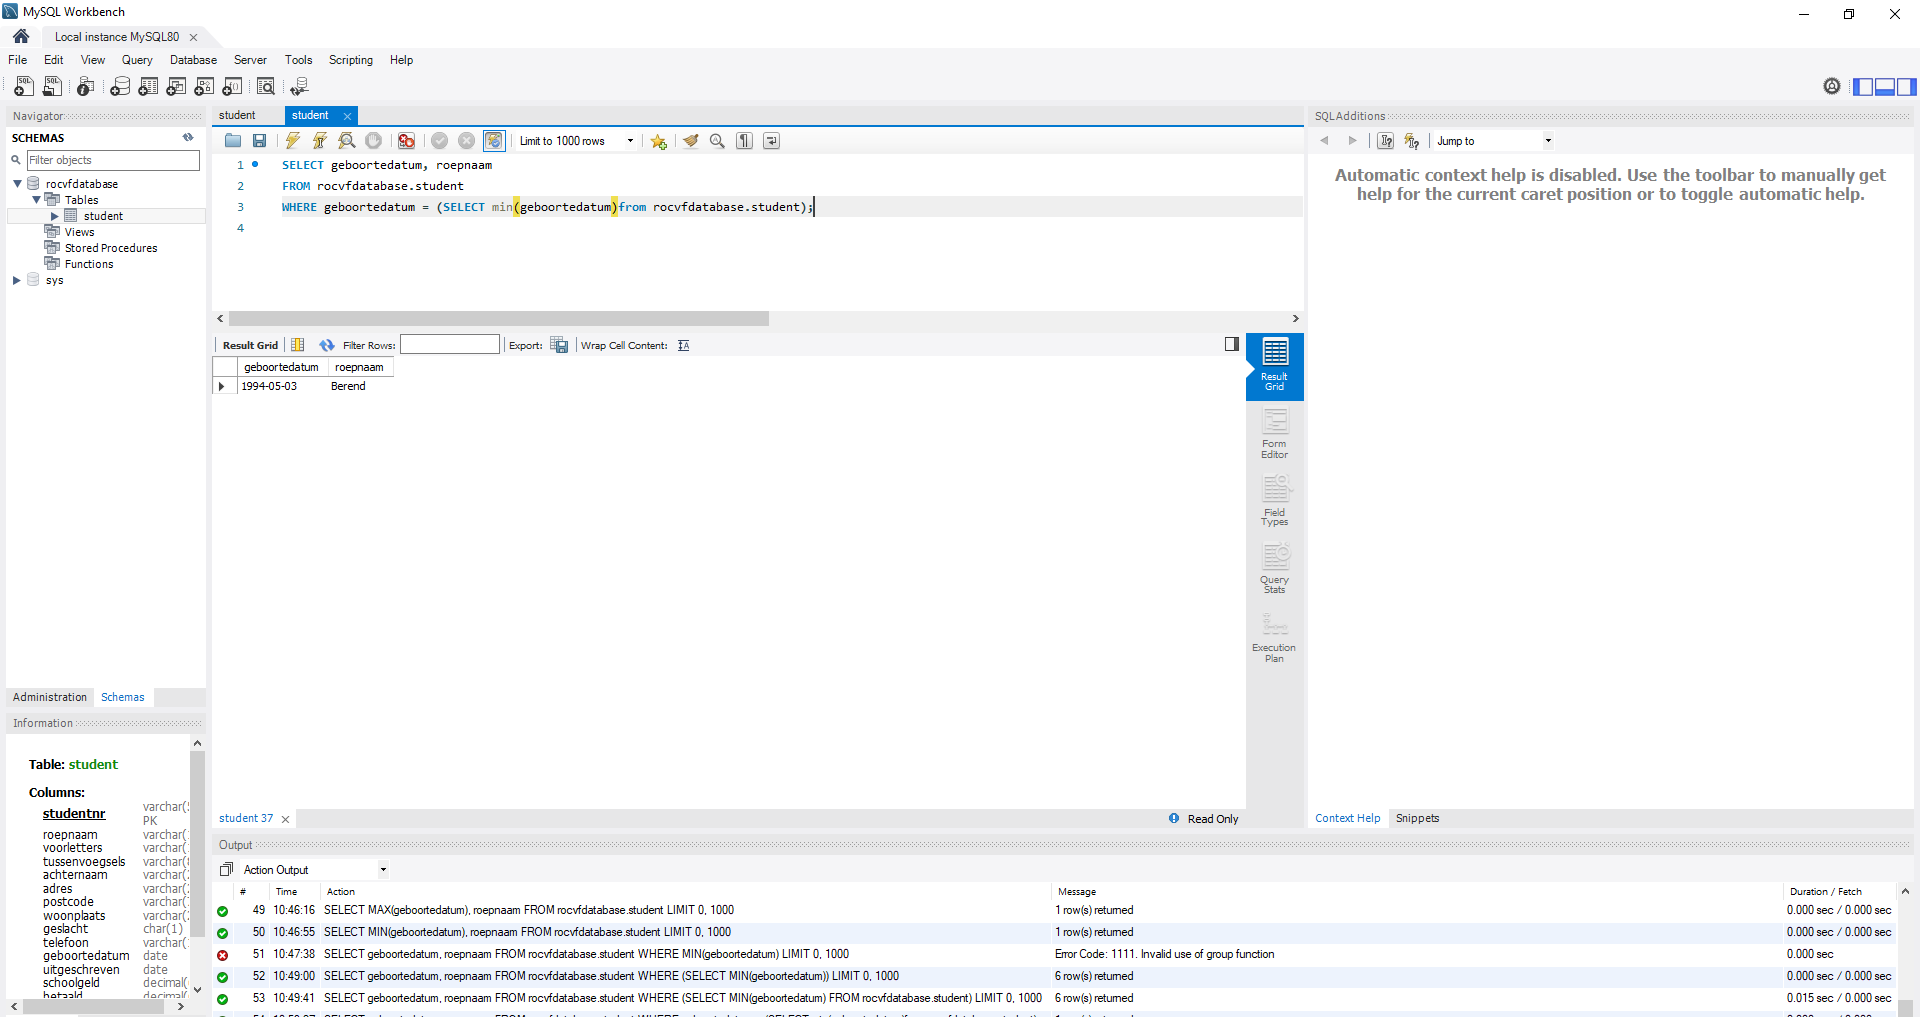 MySQL Workbench
Local instance MySQL80
File Edit View Query Database Server Tools Scripting Help
Navigator
SCHEMAS
Filter objects
rocvfdatabase
Tables
student
Views
Stored Procedures
Functions
sys
Administration Schemas
Information
Table: student
Columns:
studentnr varchar(5
PK
roepnaam varchar(
voorletters varchar(
tussenvoegsels varchar(
achternaam varchar(2
adres varchar(2
postcode varchar(
woonplaats varchar(2
geslacht char(1)
telefoon varchar(
geboortedatum date
uitgeschreven date
schoolgeld decimal(
betaald decimal(
student student
Limit to 1000 rows
1 SELECT geboortedatum, roepnaam
2 FROM rocvfdatabase.student
3 WHERE geboortedatum = (SELECT min(geboortedatum)from rocvfdatabase.student);
4
Result Grid Filter Rows: Export: Wrap Cell Content:
geboortedatum roepnaam
1994-05-03 Berend
Result
Grid
Form
Editor
Field
Types
Query
Stats
Execution
Plan
student 37 Read Only
SQLAdditions
Jump to
Automatic context help is disabled. Use the toolbar to manually get
help for the current caret position or to toggle automatic help.
Context Help Snippets
Output
Action Output
# Time Action Message Duration / Fetch
49 10:46:16 SELECT MAX(geboortedatum), roepnaam FROM rocvfdatabase.student LIMIT 0, 1000 1 row(s) returned 0.000 sec / 0.000 sec
50 10:46:55 SELECT MIN(geboortedatum), roepnaam FROM rocvfdatabase.student LIMIT 0, 1000 1 row(s) returned 0.000 sec / 0.000 sec
51 10:47:38 SELECT geboortedatum, roepnaam FROM rocvfdatabase.student WHERE MIN(geboortedatum) LIMIT 0, 1000 Error Code: 1111. Invalid use of group function 0.000 sec
52 10:49:00 SELECT geboortedatum, roepnaam FROM rocvfdatabase.student WHERE (SELECT MIN(geboortedatum)) LIMIT 0, 1000 6 row(s) returned 0.000 sec / 0.000 sec
53 10:49:41 SELECT geboortedatum, roepnaam FROM rocvfdatabase.student WHERE (SELECT MIN(geboortedatum) FROM rocvfdatabase.student) LIMIT 0, 1000 6 row(s) returned 0.015 sec / 0.000 sec